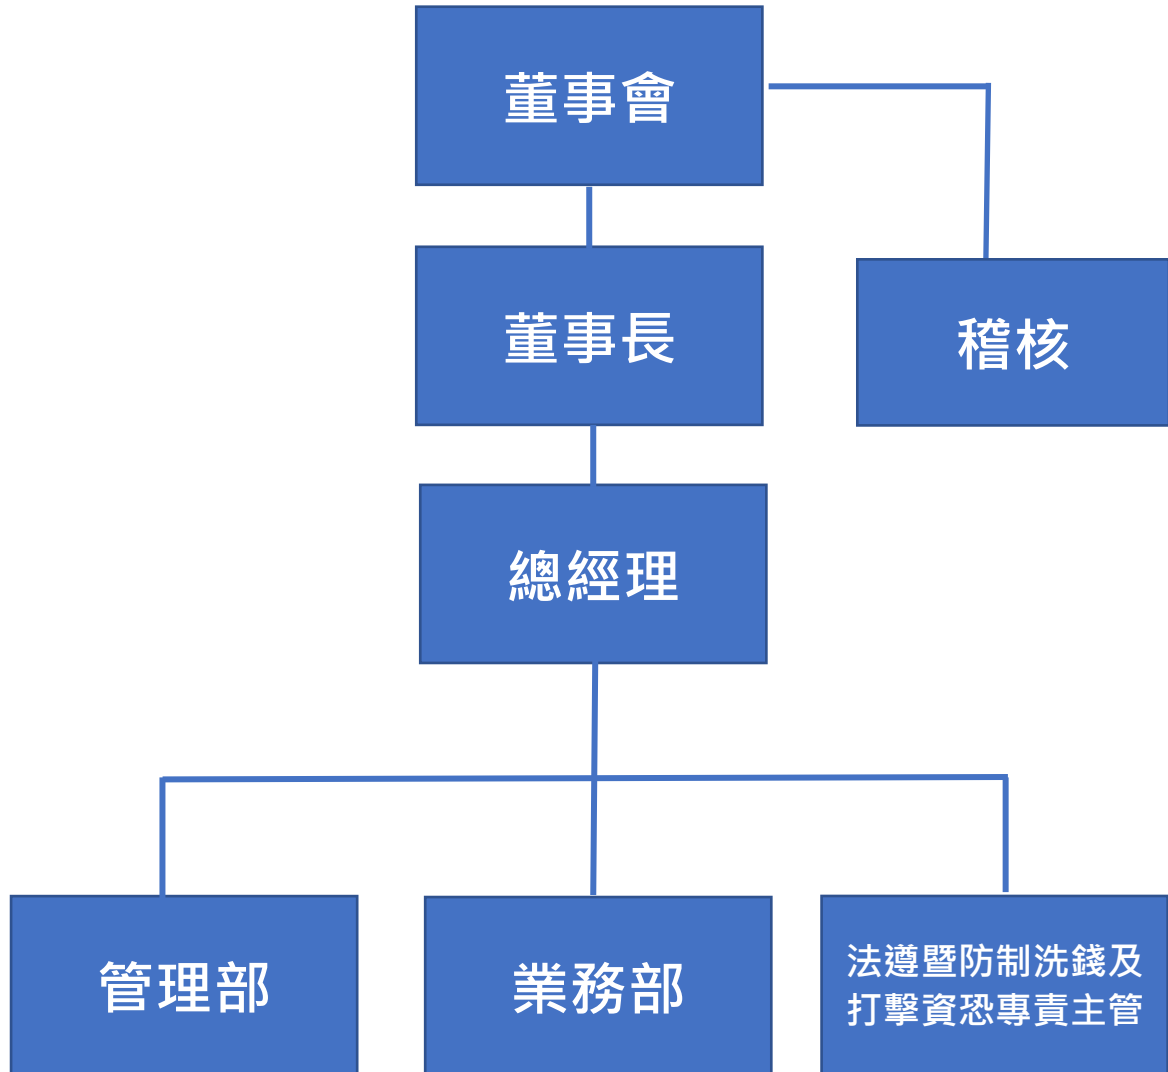 董事會
董事長
稽核
總經理
管理部
業務部
法遵暨防制洗錢及
打擊資恐專責主管